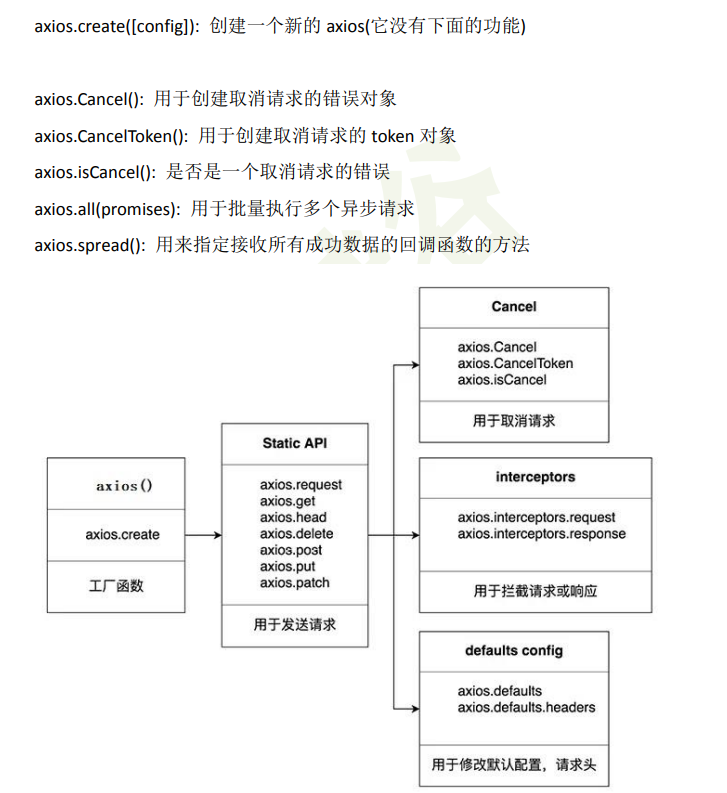 axios.create([config]): 创建一个新的 axios(它没有下面的功能)
axios.Cancel(): 用于创建取消请求的错误对象
axios.CancelToken(): 用于创建取消请求的 token 对象
axios.isCancel(): 是否是一个取消请求的错误
axios.all(promises): 用于批量执行多个异步请求
axios.spread(): 用来指定接收所有成功数据的回调函数的方法
axios()
axios.create
工厂函数
Static API
axios.request
axios.get
axios.head
axios.delete
axios.post
axios.put
axios.patch
用于发送请求
Cancel
axios.Cancel
axios.CancelToken
axios.isCancel
用于取消请求
interceptors
axios.interceptors.request
axios.interceptors.response
用于拦截请求或响应
defaults config
axios.defaults
axios.defaults.headers
用于修改默认配置，请求头